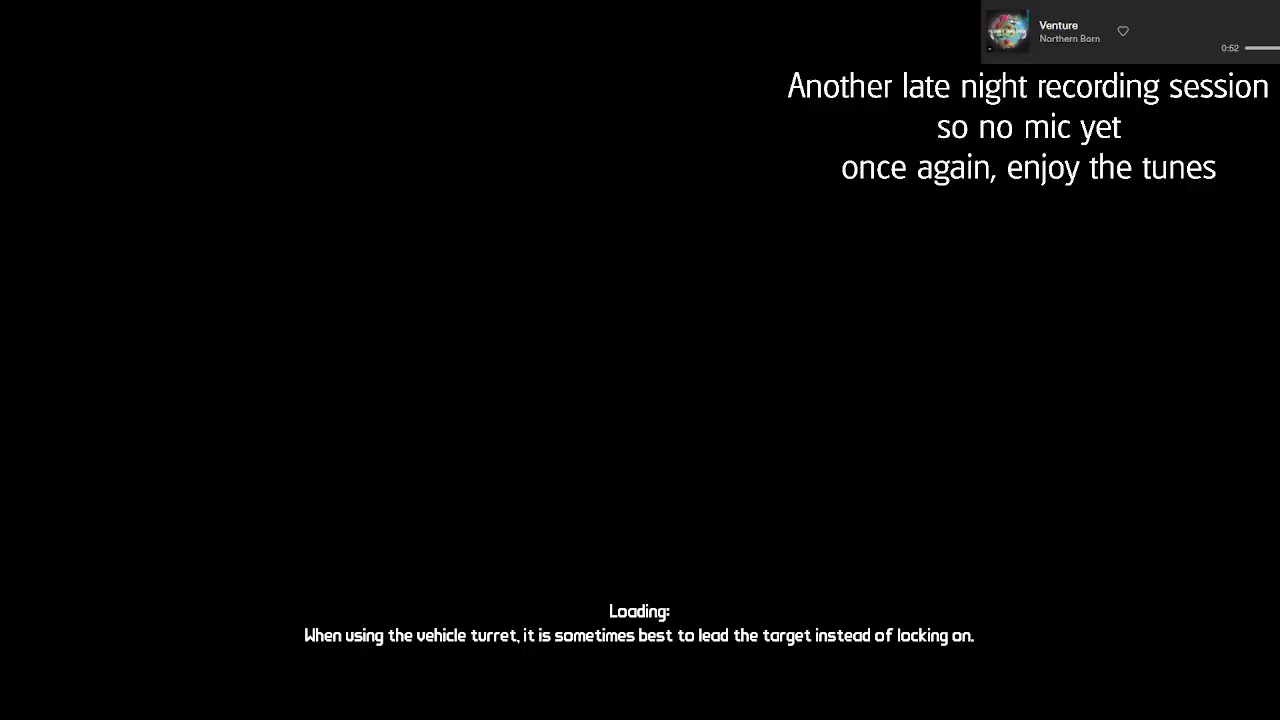 Venture
Northern Born
0:52
Another late night recording session
so no mic yet
once again, enjoy the tunes
Loading:
When using the vehicle turret, it is sometimes best to lead the target instead of locking on.